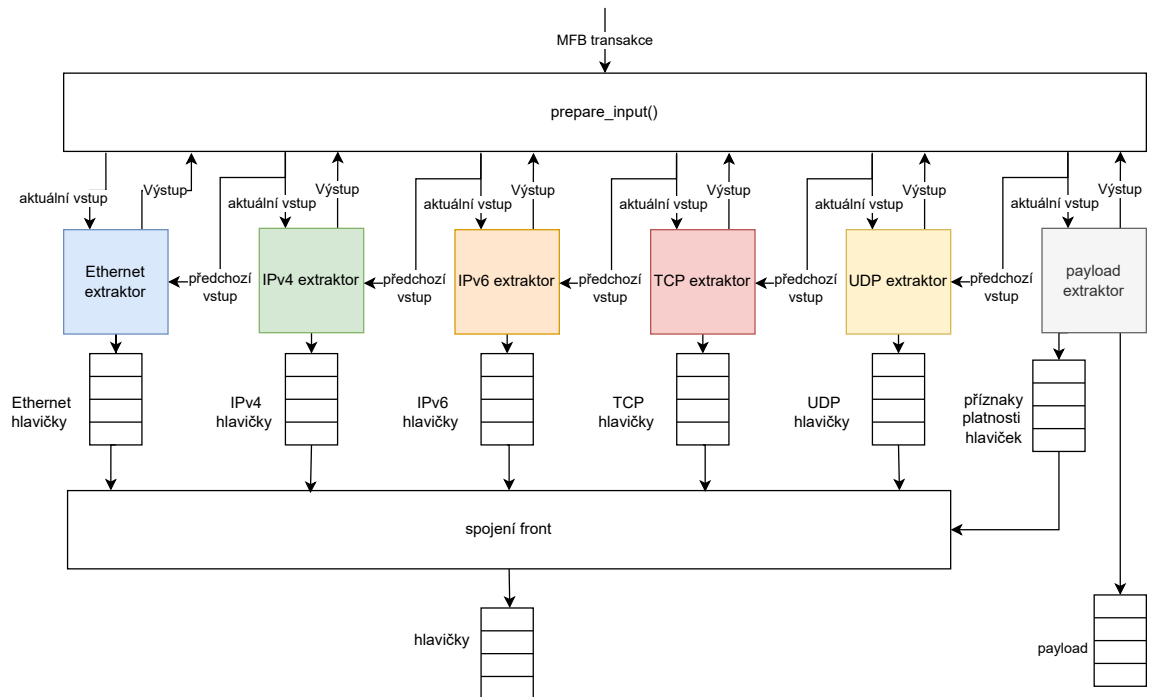 MFB transakce
prepare_input()
aktuální vstup
Výstup
aktuální vstup
Výstup
aktuální vstup
Výstup
aktuální vstup
Výstup
aktuální vstup
Výstup
aktuální vstup
Výstup
Ethernet
extraktor
předchozí
vstup
IPv4 extraktor
předchozí
vstup
IPv6 extraktor
předchozí
vstup
TCP extraktor
předchozí
vstup
UDP extraktor
předchozí
vstup
payload
extraktor
Ethernet
hlavičky
IPv4
hlavičky
IPv6
hlavičky
TCP
hlavičky
UDP
hlavičky
příznaky
platnosti
hlaviček
spojení front
hlavičky
payload